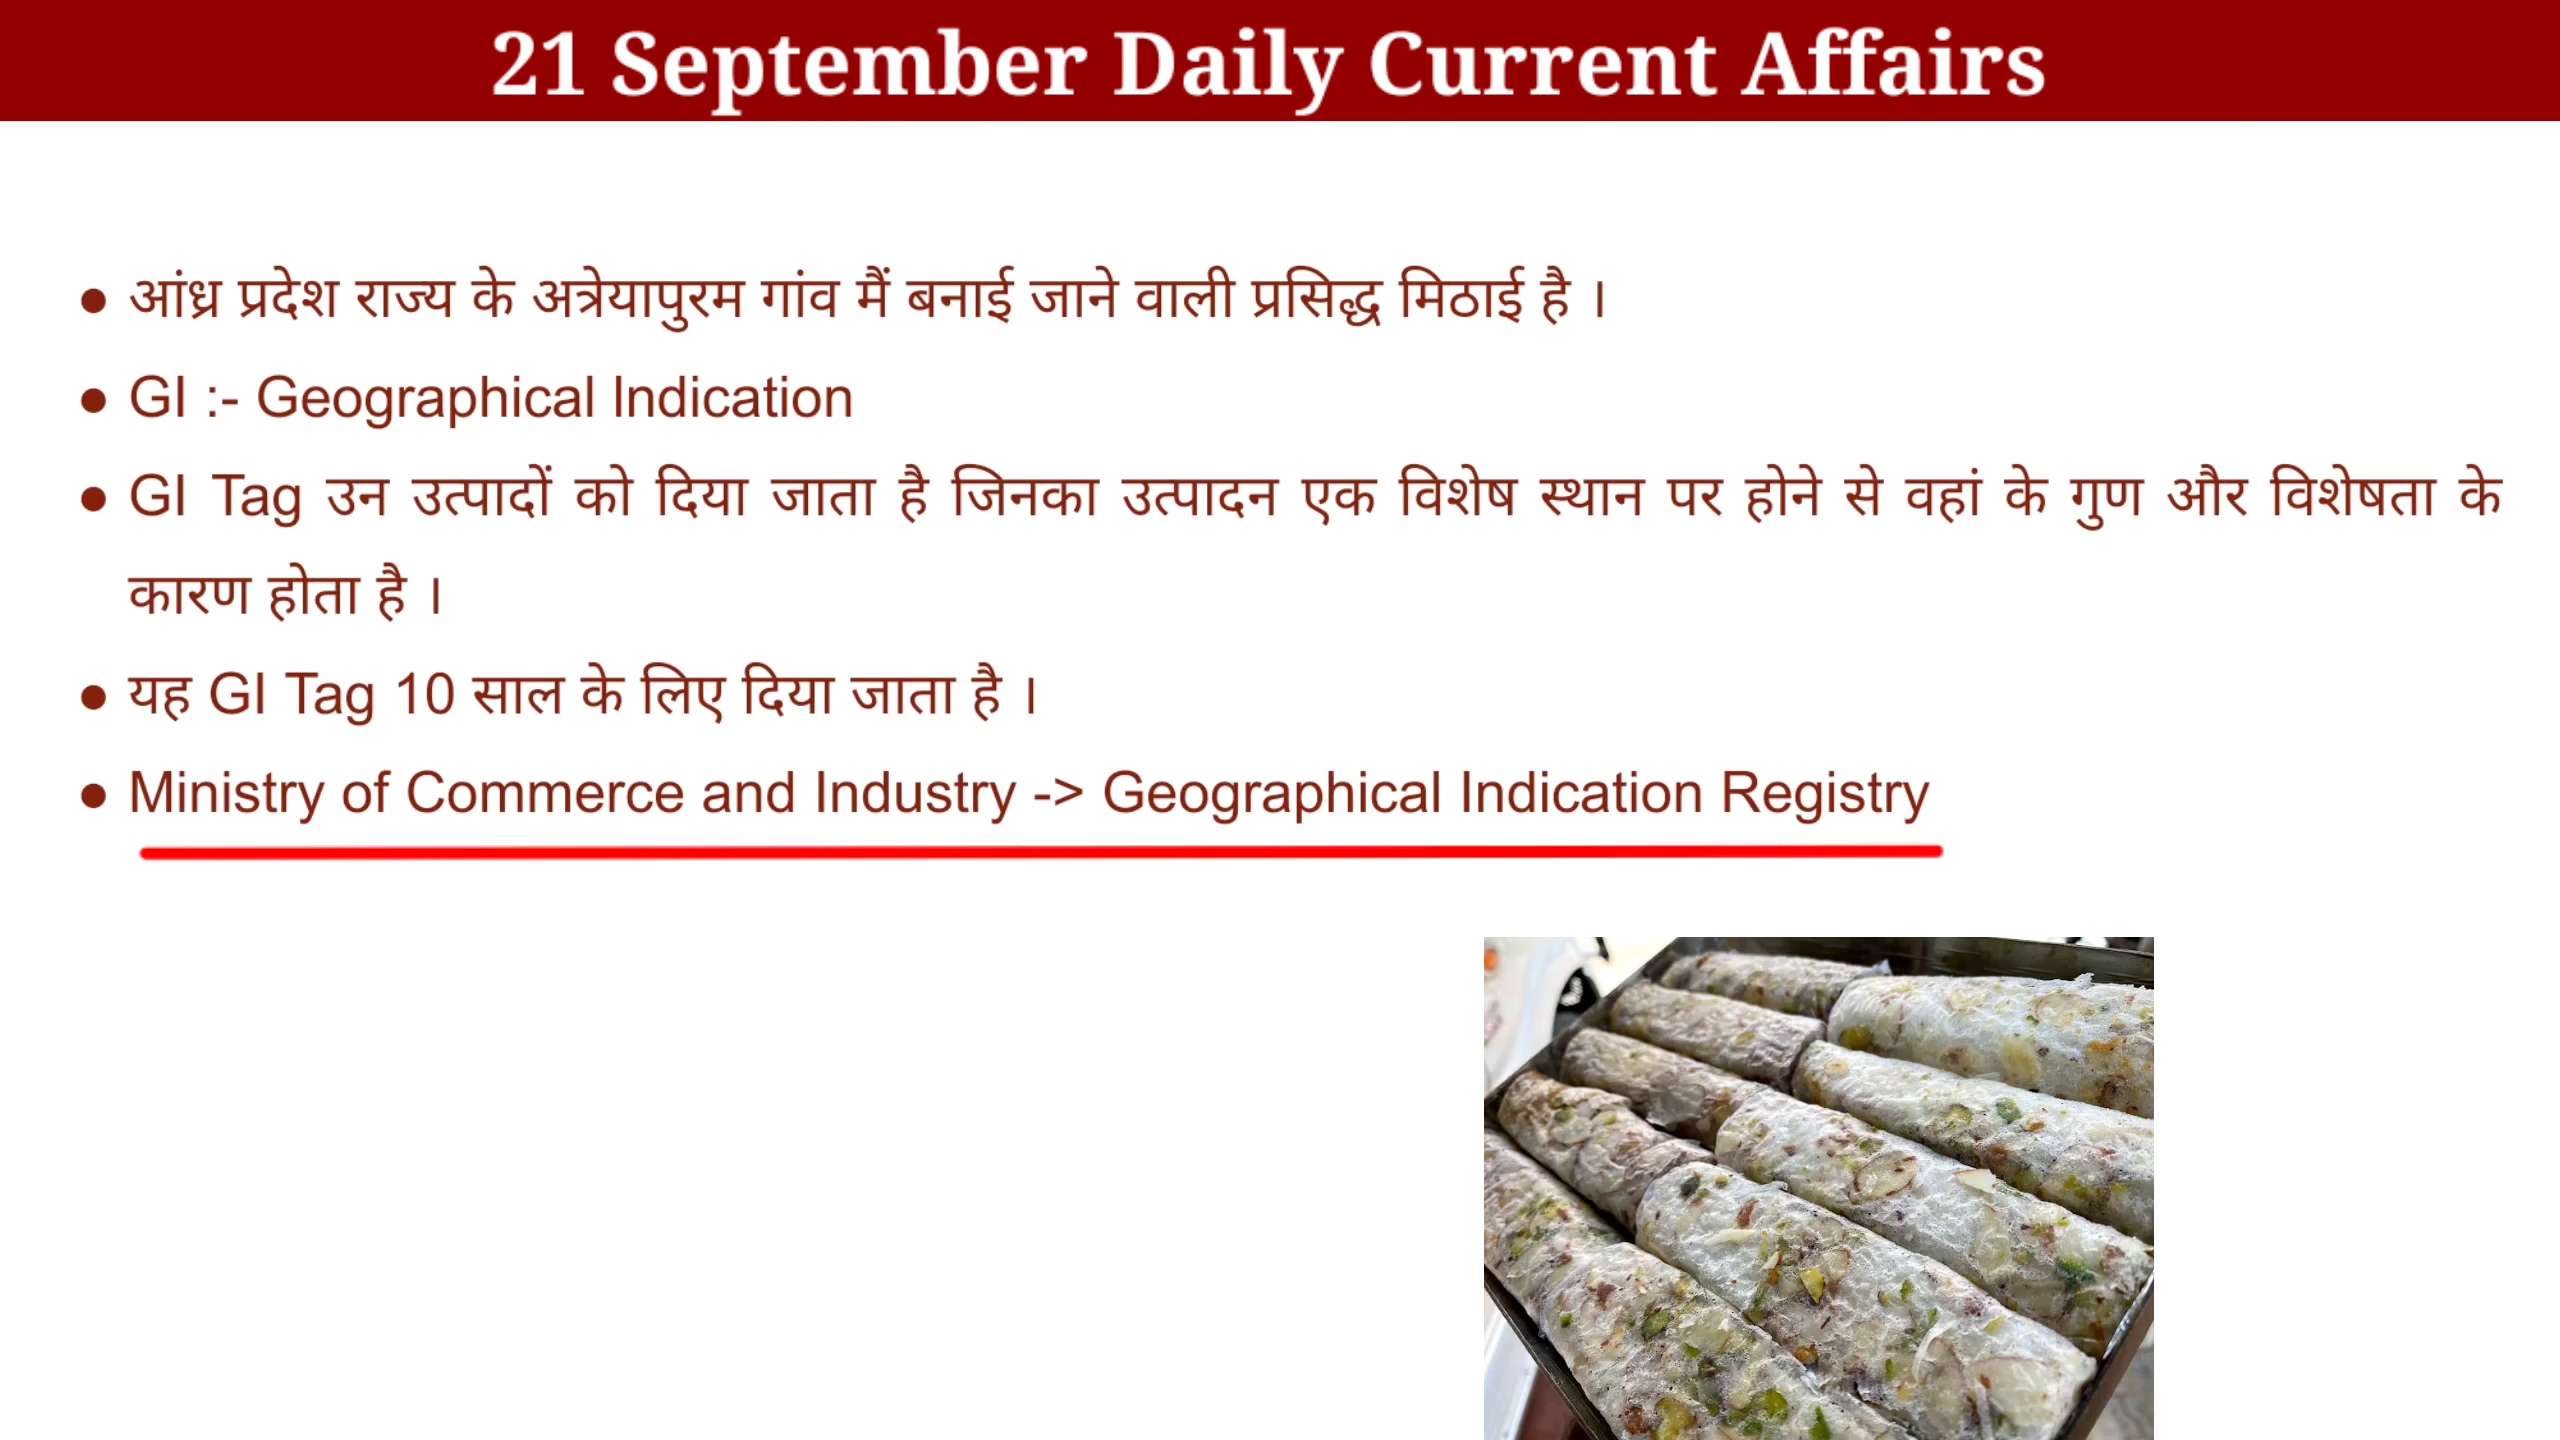 21 September Daily Current Affairs
● आंध्र प्रदेश राज्य के अत्रेयापुरम गांव मैं बनाई जाने वाली प्रसिद्ध मिठाई है ।
● GI :- Geographical Indication
● GI Tag उन उत्पादों को दिया जाता है जिनका उत्पादन एक विशेष स्थान पर होने से वहां के गुण और विशेषता के
कारण होता है ।
● यह GI Tag 10 साल के लिए दिया जाता है ।
● Ministry of Commerce and Industry -> Geographical Indication Registry